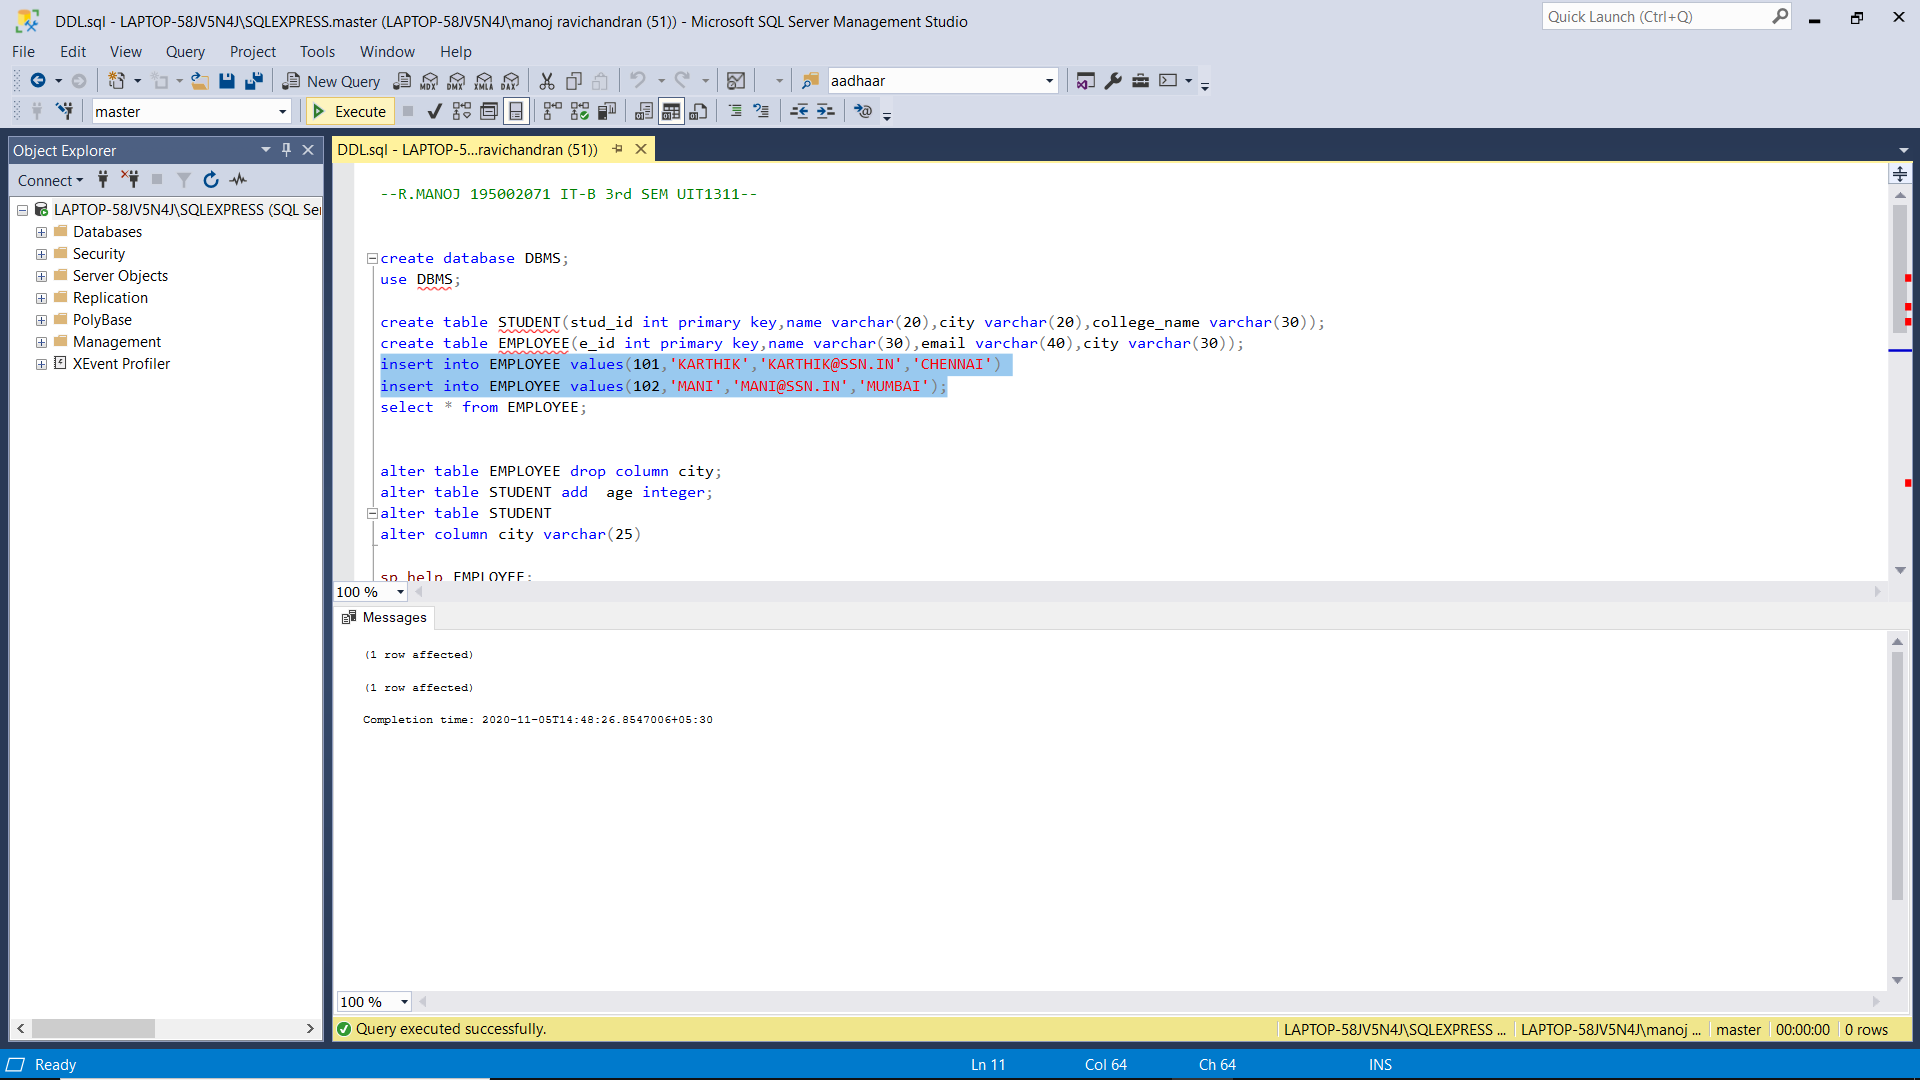 DDL.sql - LAPTOP-58JV5N4J\SQLEXPRESS.master (LAPTOP-58JV5N4J\manoj ravichandran (51)) - Microsoft SQL Server Management Studio
Quick Launch (Ctrl+Q)
File Edit View Query Project Tools Window Help
New Query MDX DMX XMLA DAX aadhaar
master Execute
Object Explorer
DDL.sql - LAPTOP-5...ravichandran (51))
Connect
LAPTOP-58JV5N4J\SQLEXPRESS (SQL Se
Databases
Security
Server Objects
Replication
PolyBase
Management
XEvent Profiler
--R.MANOJ 195002071 IT-B 3rd SEM UIT1311--
create database DBMS;
use DBMS;
create table STUDENT(stud_id int primary key,name varchar(20),city varchar(20),college_name varchar(30));
create table EMPLOYEE(e_id int primary key,name varchar(30),email varchar(40),city varchar(30));
insert into EMPLOYEE values(101,'KARTHIK','KARTHIK@SSN.IN','CHENNAI')
insert into EMPLOYEE values(102,'MANI','MANI@SSN.IN','MUMBAI');
select * from EMPLOYEE;
alter table EMPLOYEE drop column city;
alter table STUDENT add  age integer;
alter table STUDENT
alter column city varchar(25)
sp_help EMPLOYEE;
100 %
Messages
(1 row affected)
(1 row affected)
Completion time: 2020-11-05T14:48:26.8547006+05:30
100 %
Query executed successfully.
LAPTOP-58JV5N4J\SQLEXPRESS ... LAPTOP-58JV5N4J\manoj ... master 00:00:00 0 rows
Ready Ln 11 Col 64 Ch 64 INS